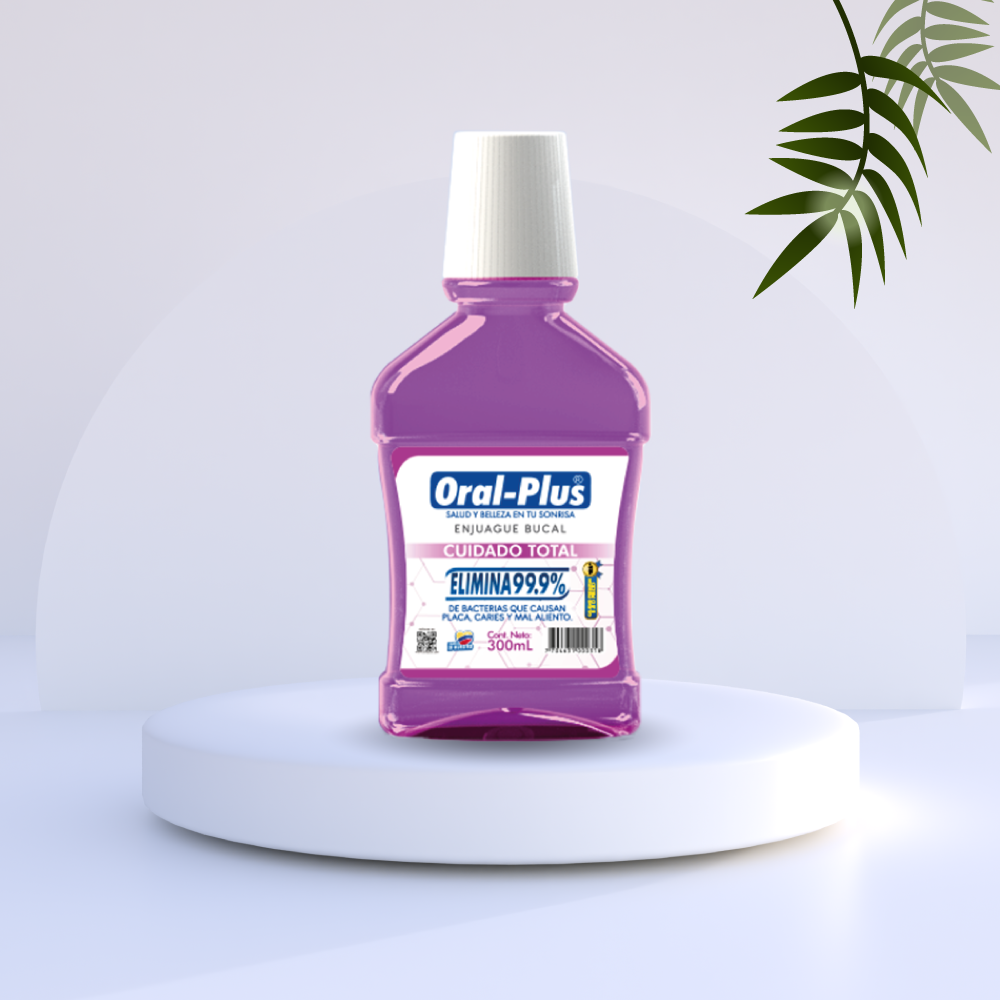 Oral-Plus®
SALUD Y BELLEZA EN TU SONRISA
ENJUAGUE BUCAL
CUIDADO TOTAL
ELIMINA 99.9%
DE BACTERIAS QUE CAUSAN
PLACA, CARIES Y MAL ALIENTO.
Cont. Neto:
300mL